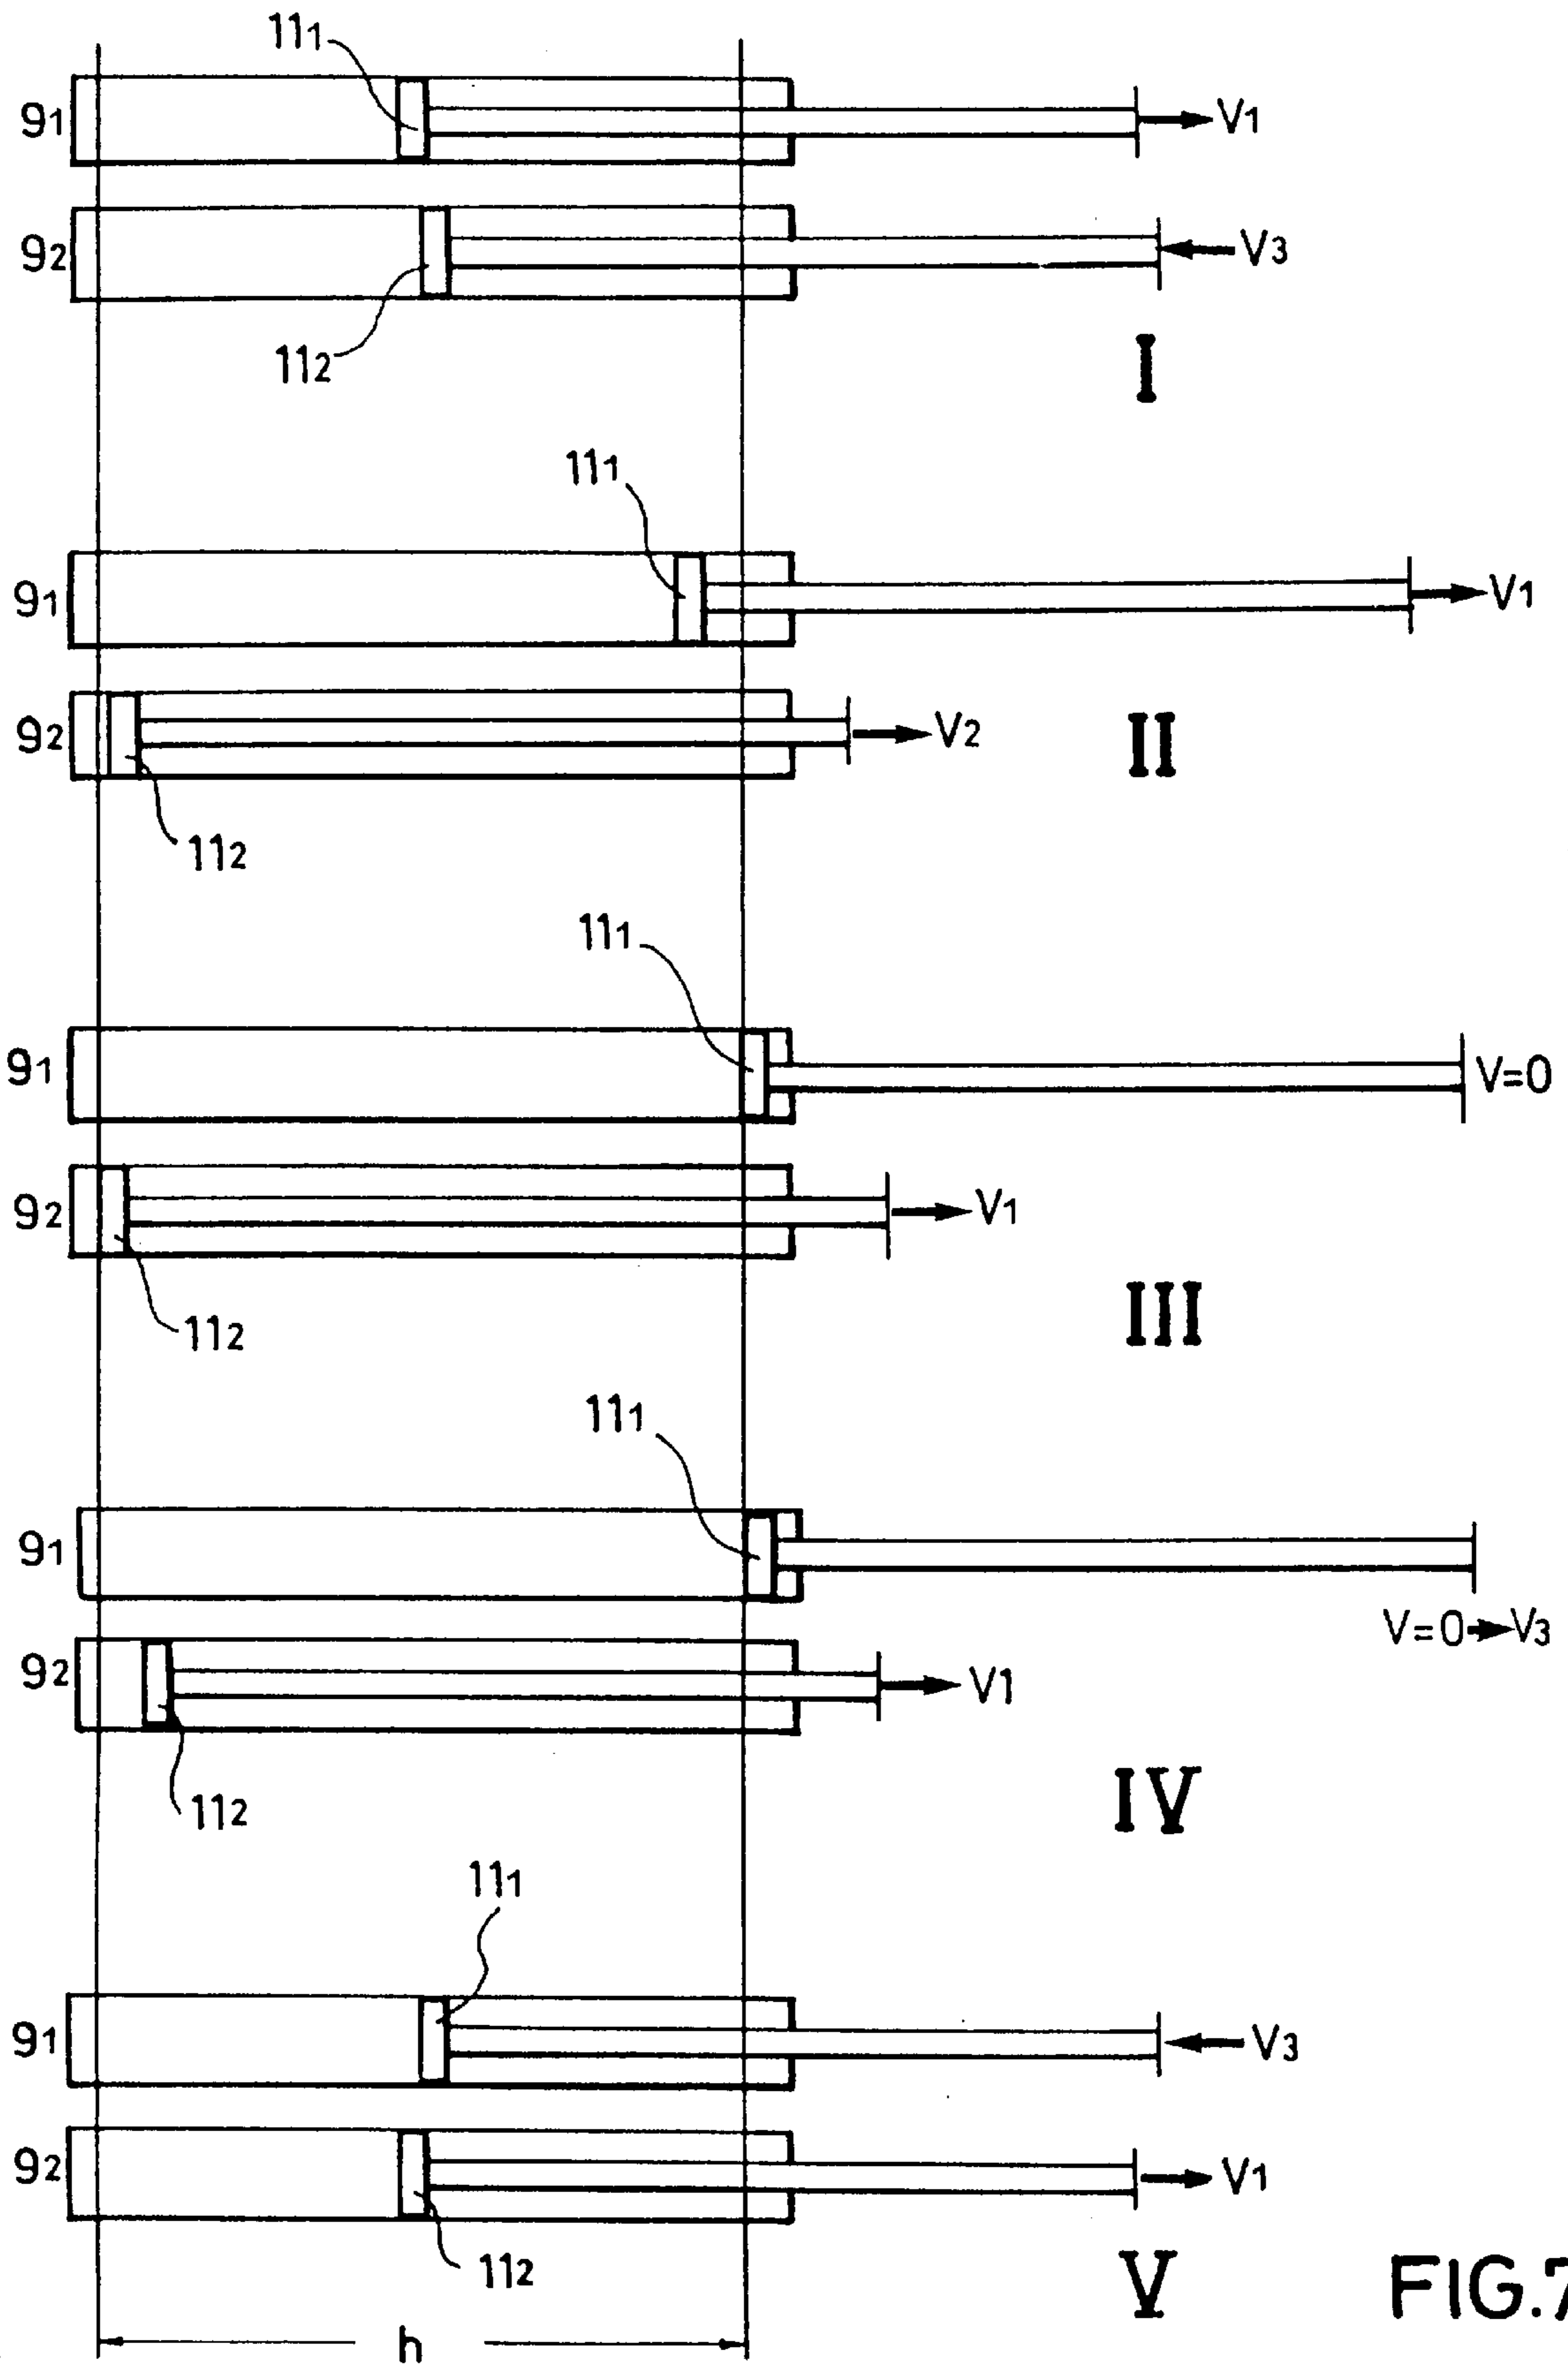 11₁
9₁
V₁
9₂
V₃
11₂
I
11₁
9₁
V₁
9₂
V₂
II
11₂
11₁
9₁
V=0
9₂
V₁
11₂
III
11₁
9₁
V=0→V₃
9₂
V₁
11₂
IV
11₁
9₁
V₃
9₂
V₁
11₂
V
FIG.7
h